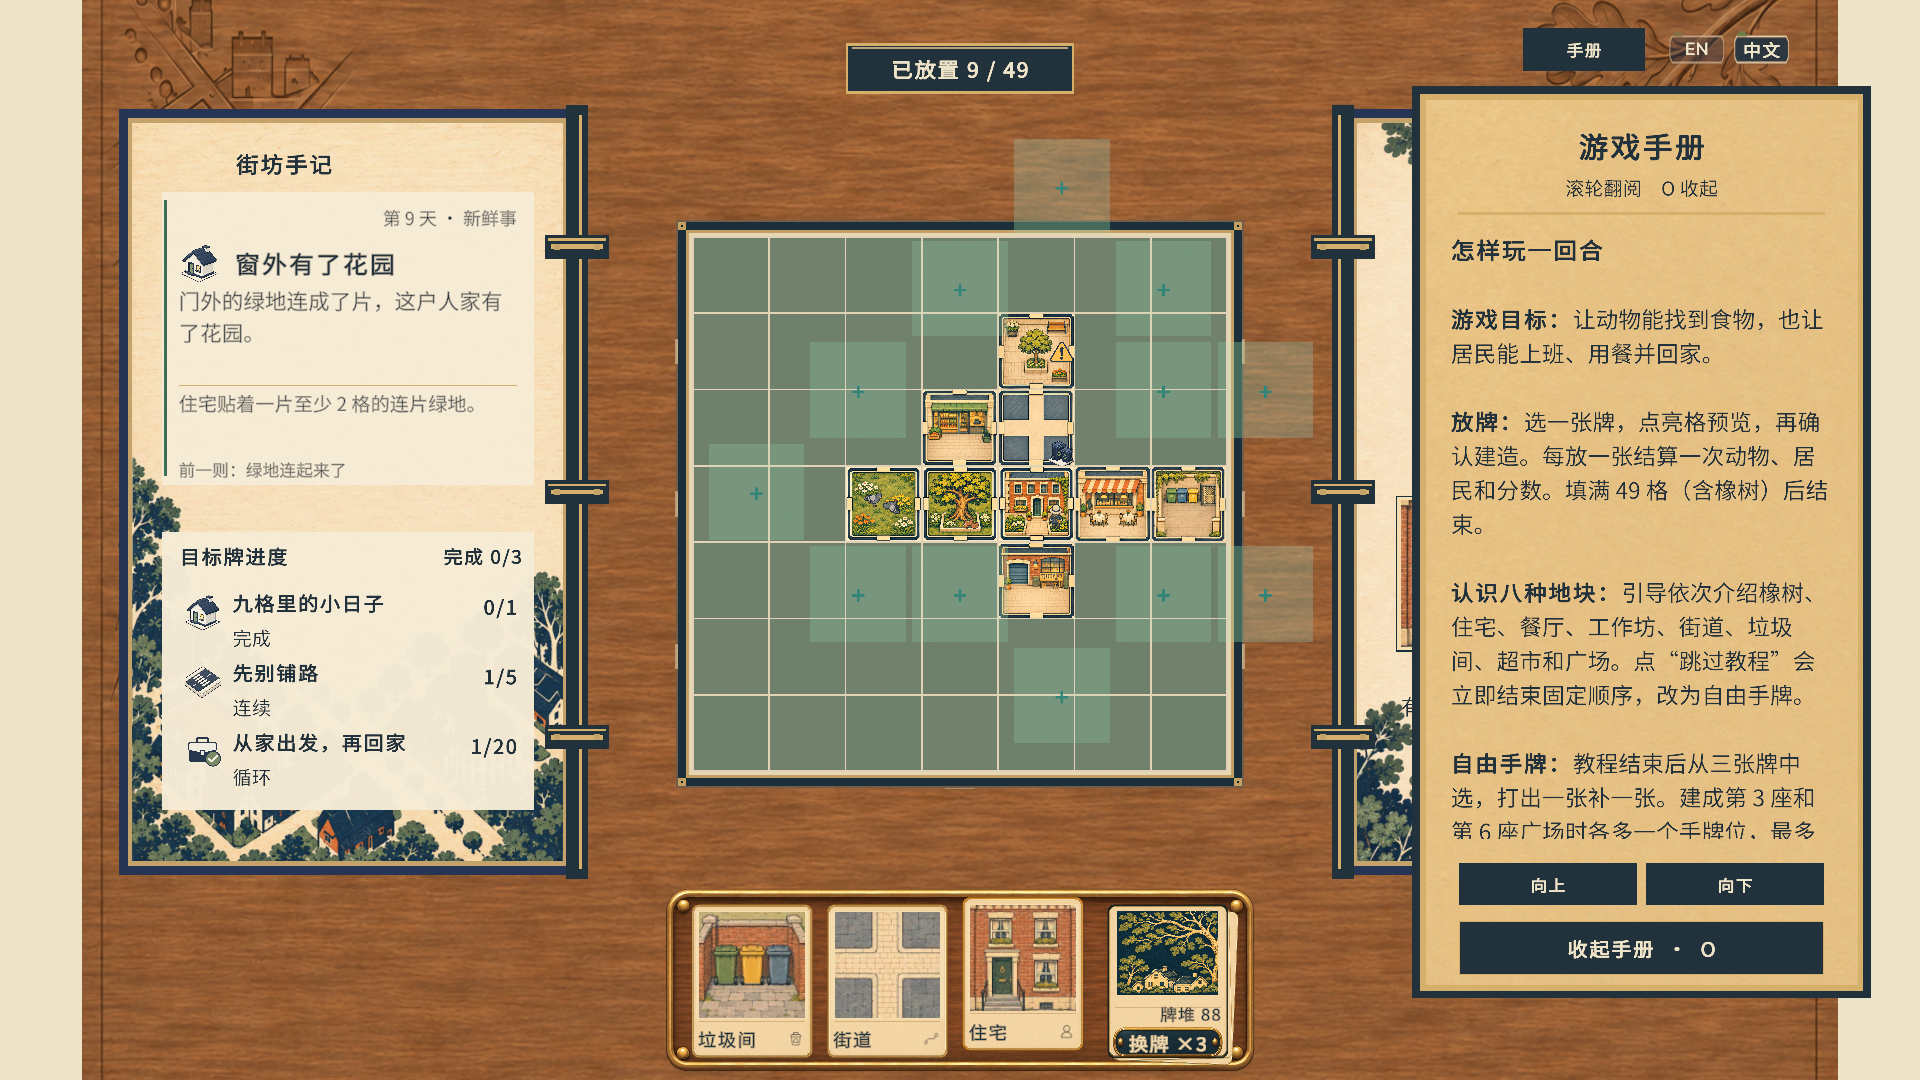 已放置 9 / 49
手册
EN
中文
街坊手记
第 9 天 · 新鲜事
窗外有了花园
门外的绿地连成了片，这户人家有
了花园。
住宅贴着一片至少 2 格的连片绿地。
前一则：绿地连起来了
目标牌进度
完成 0/3
九格里的小日子
0/1
完成
先别铺路
1/5
连续
从家出发，再回家
1/20
循环
垃圾间
街道
住宅
牌堆 88
换牌 ×3
游戏手册
滚轮翻阅 O 收起
怎样玩一回合
游戏目标：让动物能找到食物，也让
居民能上班、用餐并回家。
放牌：选一张牌，点亮格预览，再确
认建造。每放一张结算一次动物、居
民和分数。填满 49 格（含橡树）后结
束。
认识八种地块：引导依次介绍橡树、
住宅、餐厅、工作坊、街道、垃圾
间、超市和广场。点“跳过教程”会
立即结束固定顺序，改为自由手牌。
自由手牌：教程结束后从三张牌中
选，打出一张补一张。建成第 3 座和
第 6 座广场时各多一个手牌位，最多
向上
向下
收起手册 · O